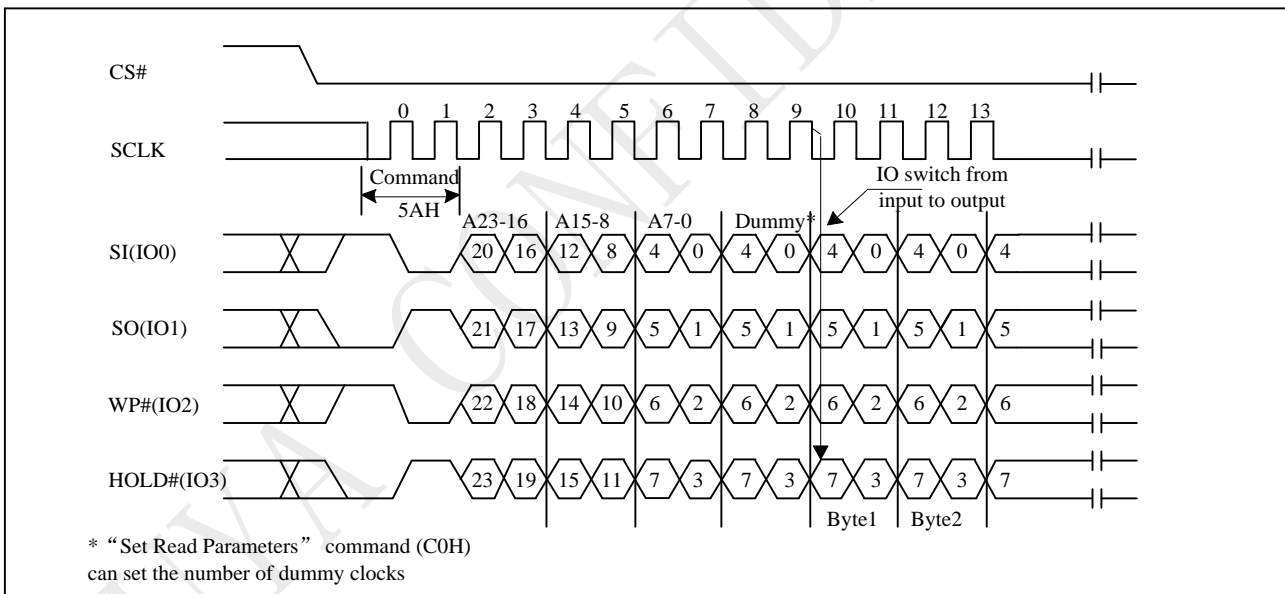 CS#
0 1 2 3 4 5 6 7 8 9 10 11 12 13
SCLK
Command
5AH
IO switch from
input to output
A23-16 A15-8 A7-0 Dummy*
SI(IO0) 20 16 12 8 4 0 4 0 4 0 4 0 4
SO(IO1) 21 17 13 9 5 1 5 1 5 1 5 1 5
WP#(IO2) 22 18 14 10 6 2 6 2 6 2 6 2 6
HOLD#(IO3) 23 19 15 11 7 3 7 3 7 3 7 3 7
Byte1 Byte2
* “Set Read Parameters” command (C0H)
can set the number of dummy clocks
UYA CONFID